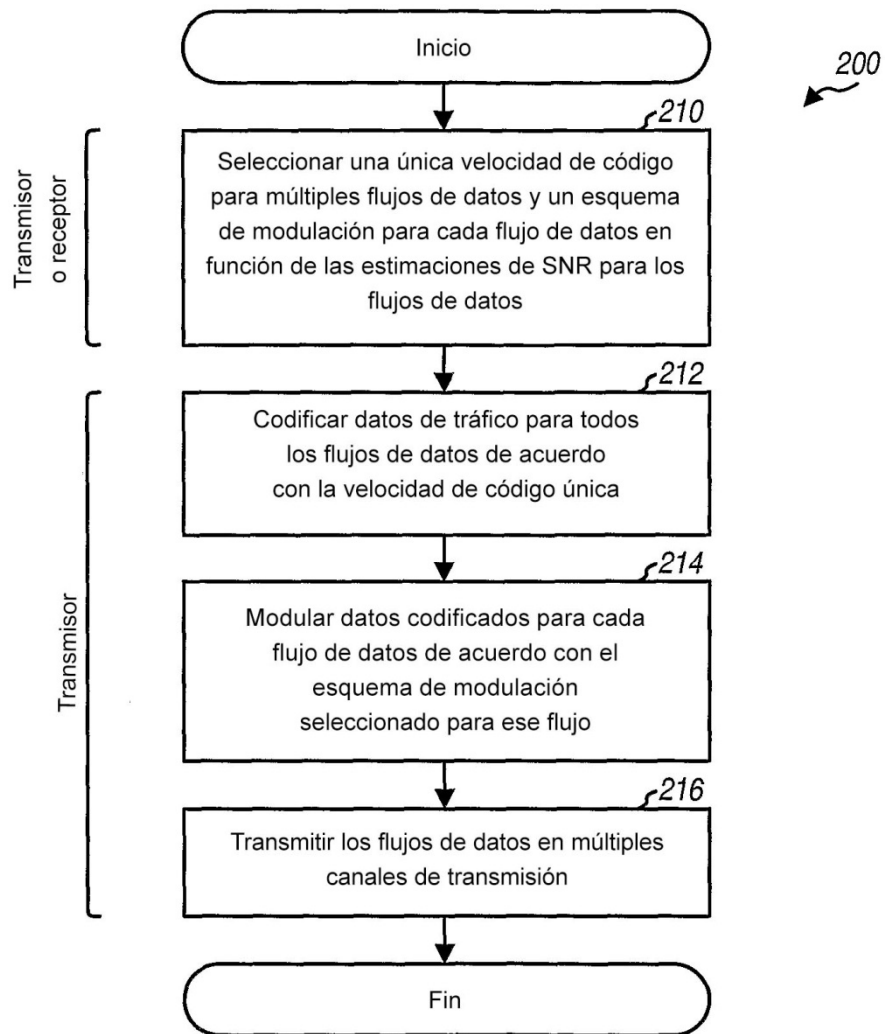 Inicio
200
210
Transmisor
o receptor
Seleccionar una única velocidad de código
para múltiples flujos de datos y un esquema
de modulación para cada flujo de datos en
función de las estimaciones de SNR para los
flujos de datos
212
Transmisor
Codificar datos de tráfico para todos
los flujos de datos de acuerdo
con la velocidad de código única
214
Modular datos codificados para cada
flujo de datos de acuerdo con el
esquema de modulación
seleccionado para ese flujo
216
Transmitir los flujos de datos en múltiples
canales de transmisión
Fin